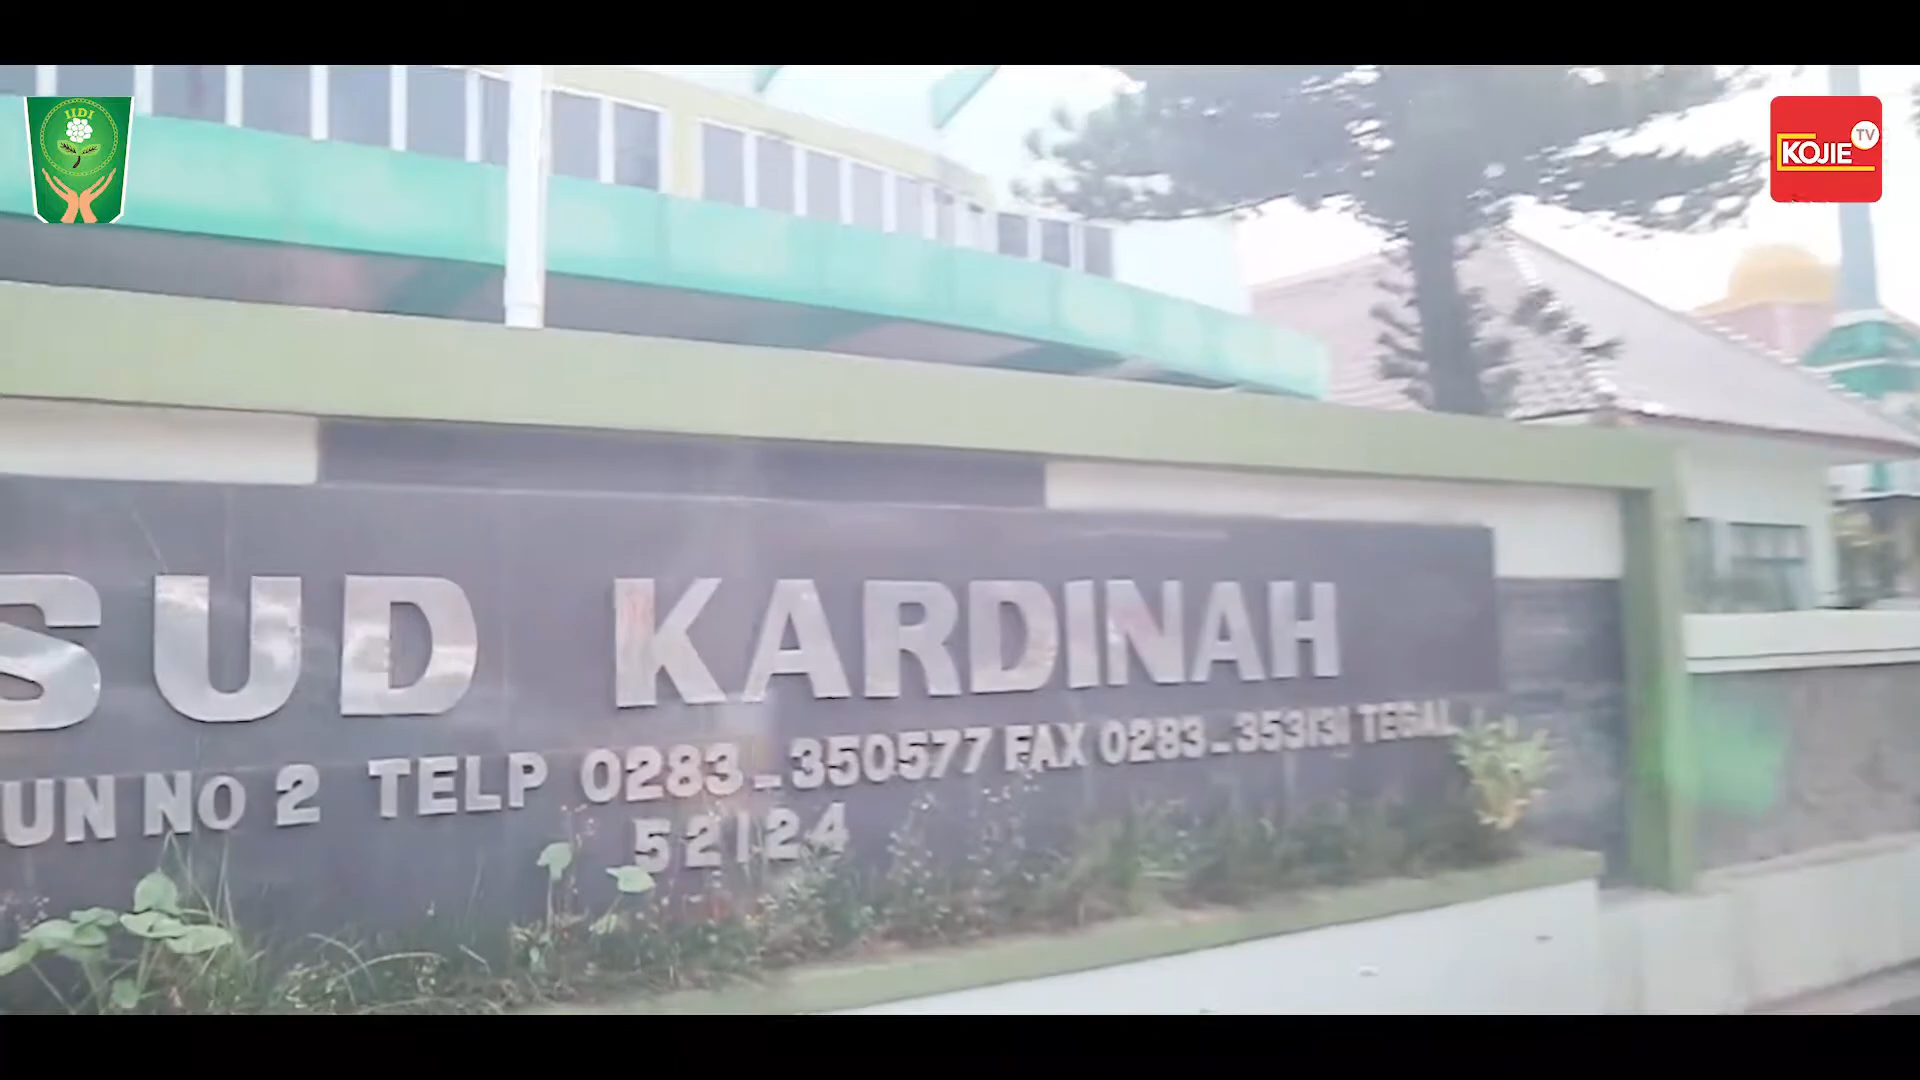 IIDI
KOJIE TV
SUD KARDINAH
UN NO 2 TELP 0283_350577 FAX 0283_353131 TEGAL
52124